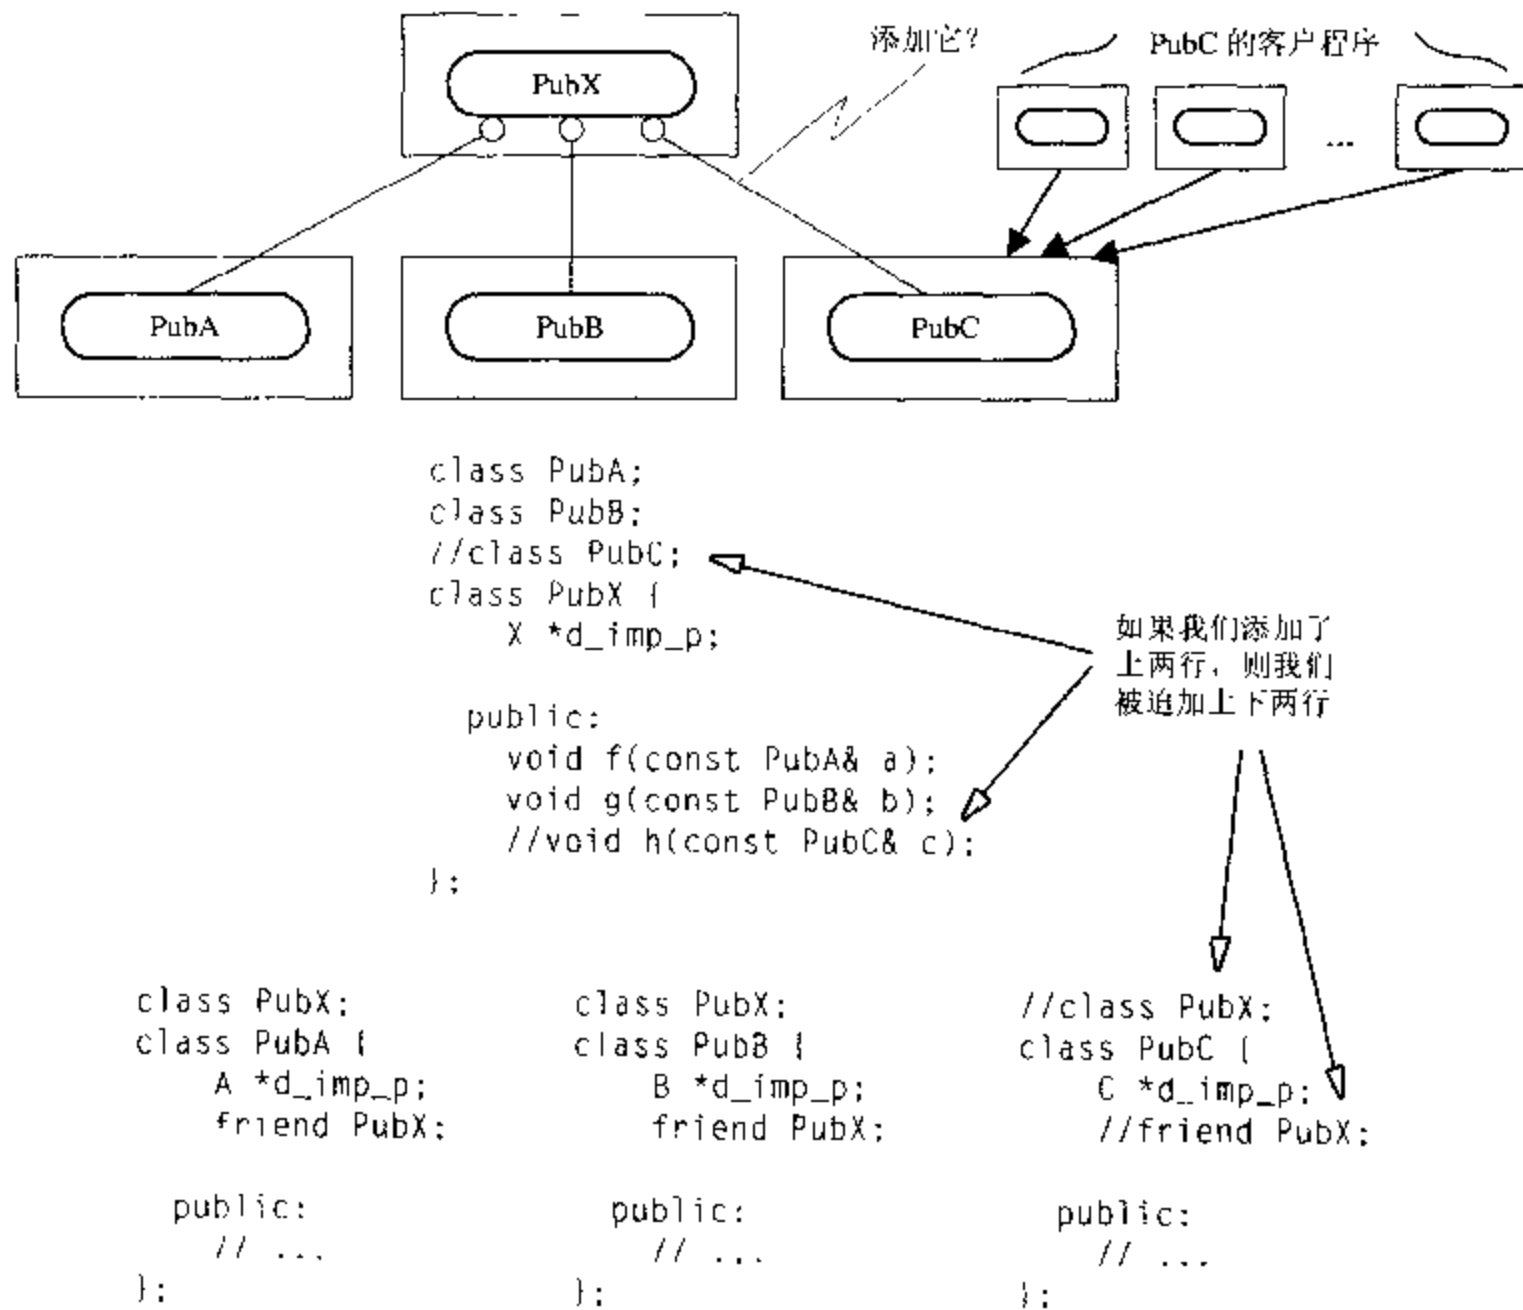 PubX
添加它?
PubC 的客户程序
...
PubA
PubB
PubC
class PubA;
class PubB;
//class PubC;
class PubX {
X *d_imp_p;
public:
void f(const PubA& a);
void g(const PubB& b);
//void h(const PubC& c);
};
如果我们添加了
上两行，则我们
被迫加上下两行
class PubX;
class PubA {
A *d_imp_p;
friend PubX;
public:
// ...
};
class PubX;
class PubB {
B *d_imp_p;
friend PubX;
public:
// ...
};
//class PubX;
class PubC {
C *d_imp_p;
//friend PubX;
public:
// ...
};